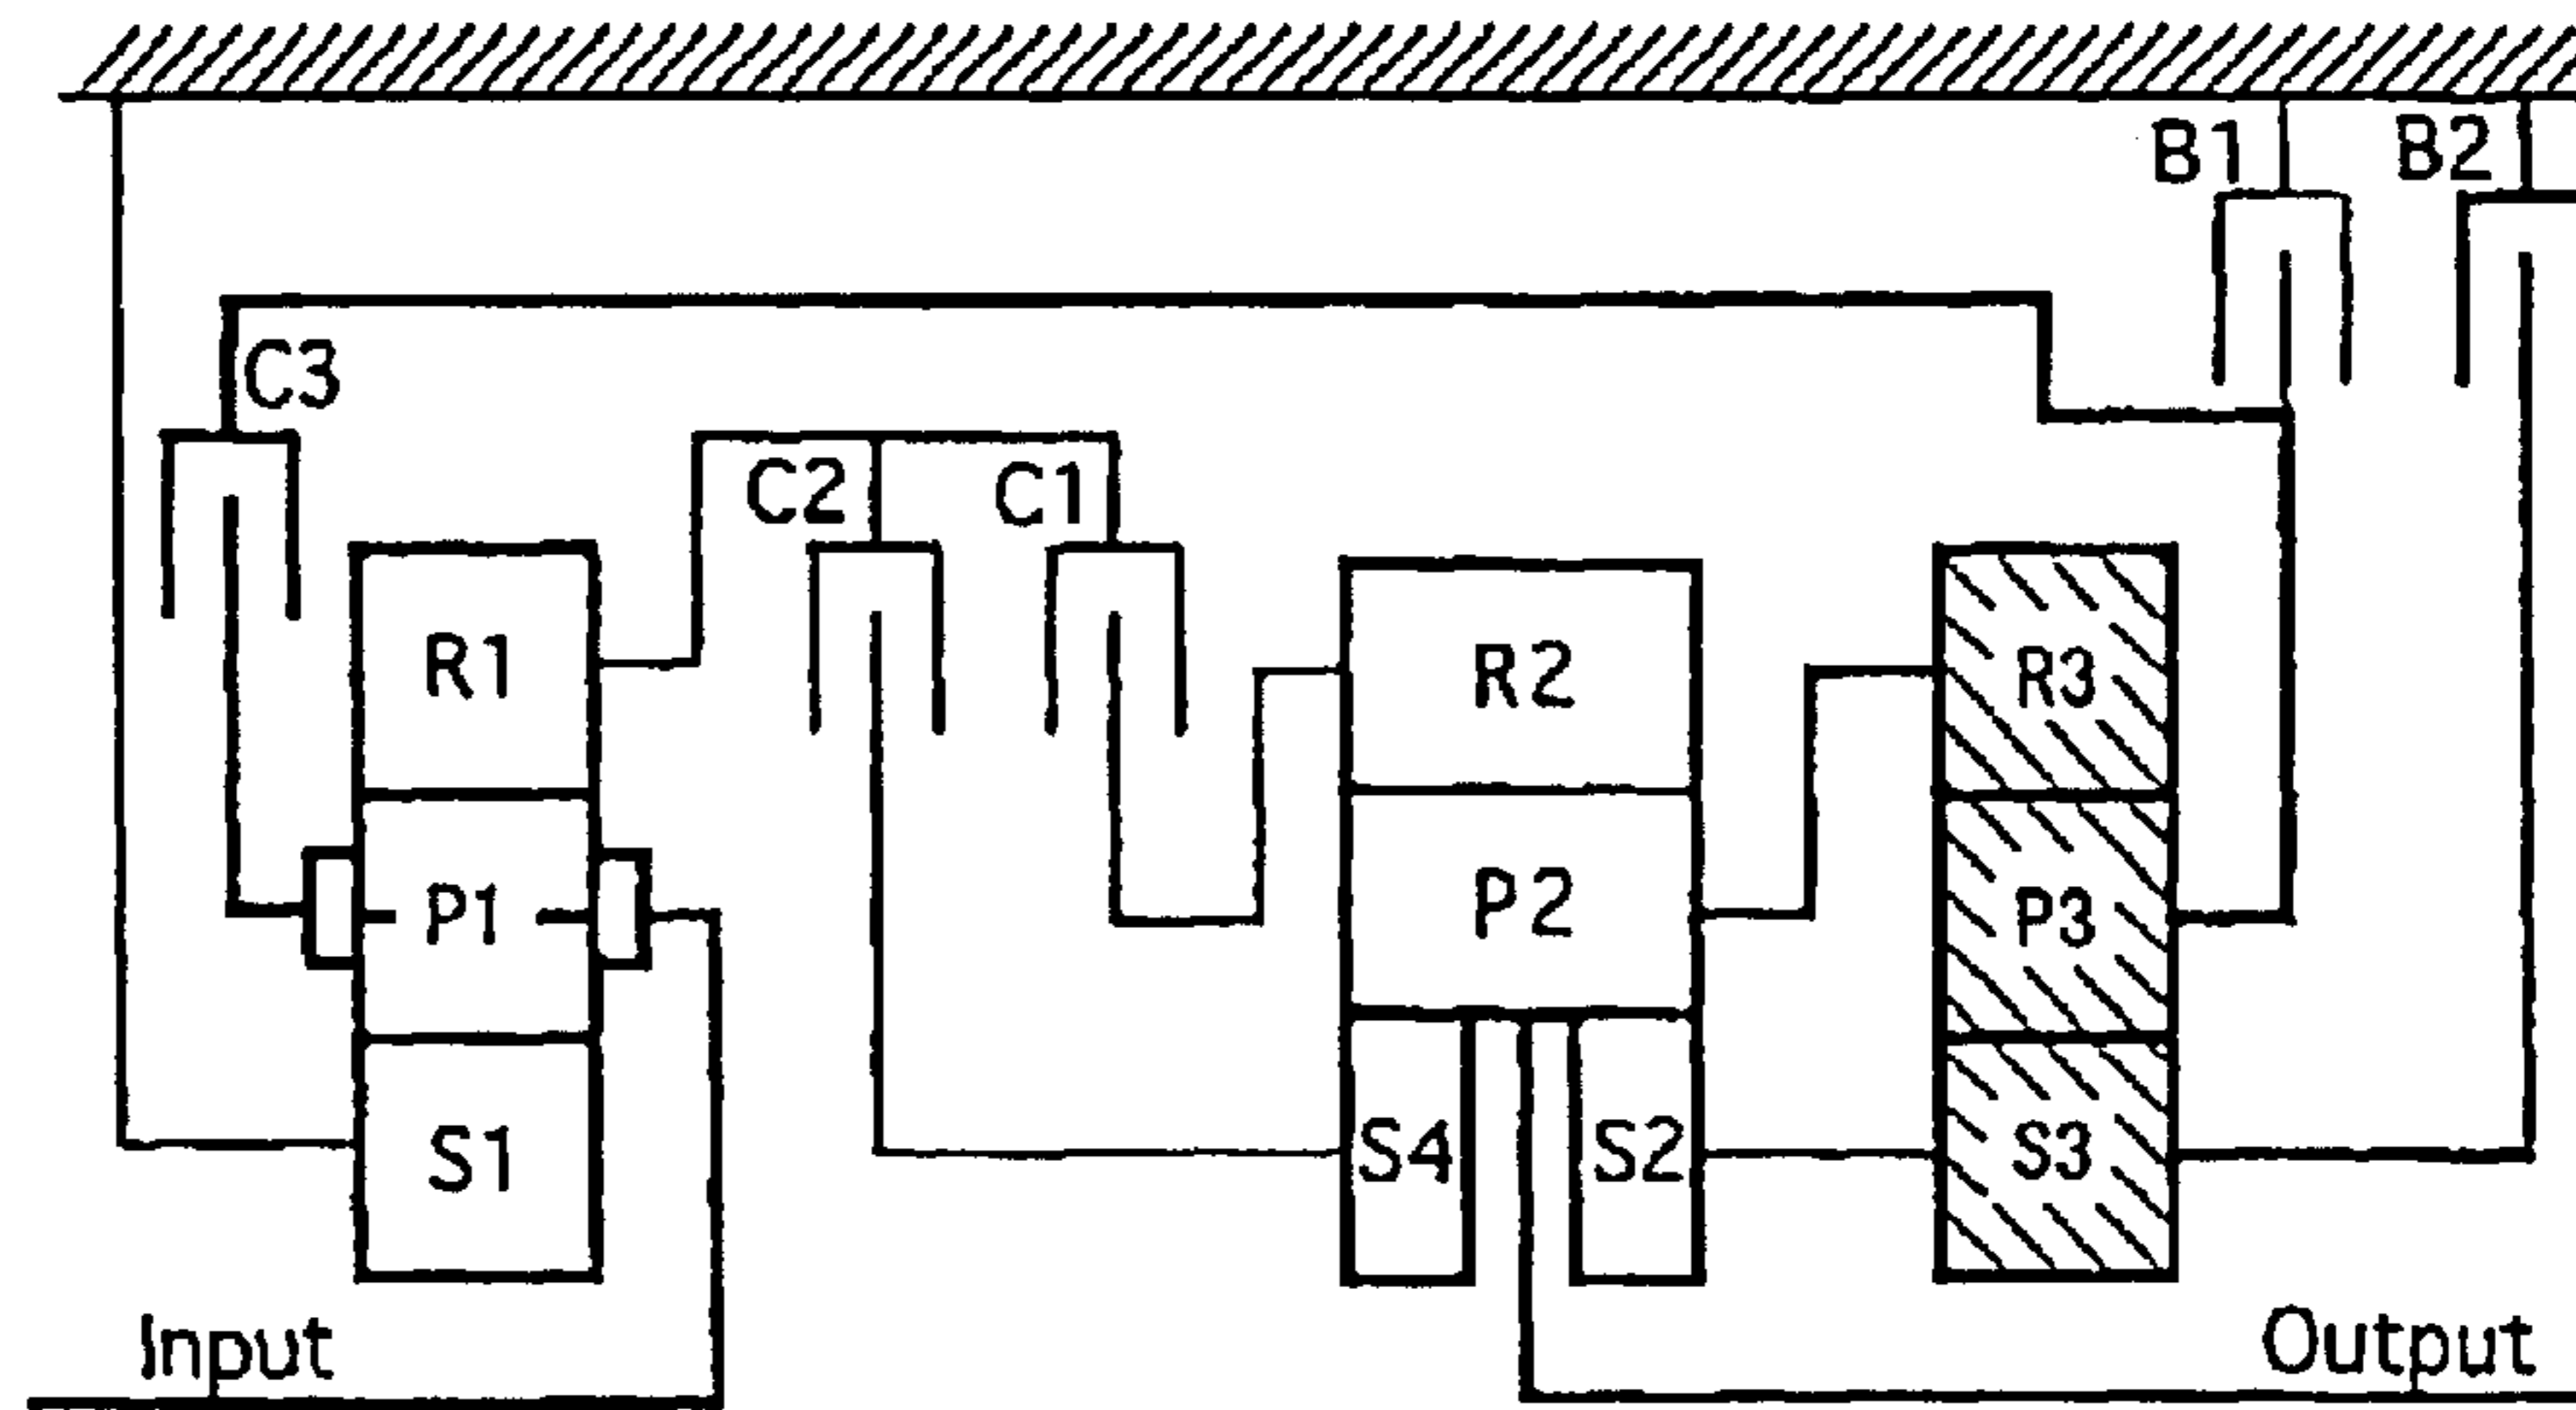 B1 B2
C3
C2 C1
R1 R2 R3
P1 P2 P3
S1 S4 S2 S3
Input Output